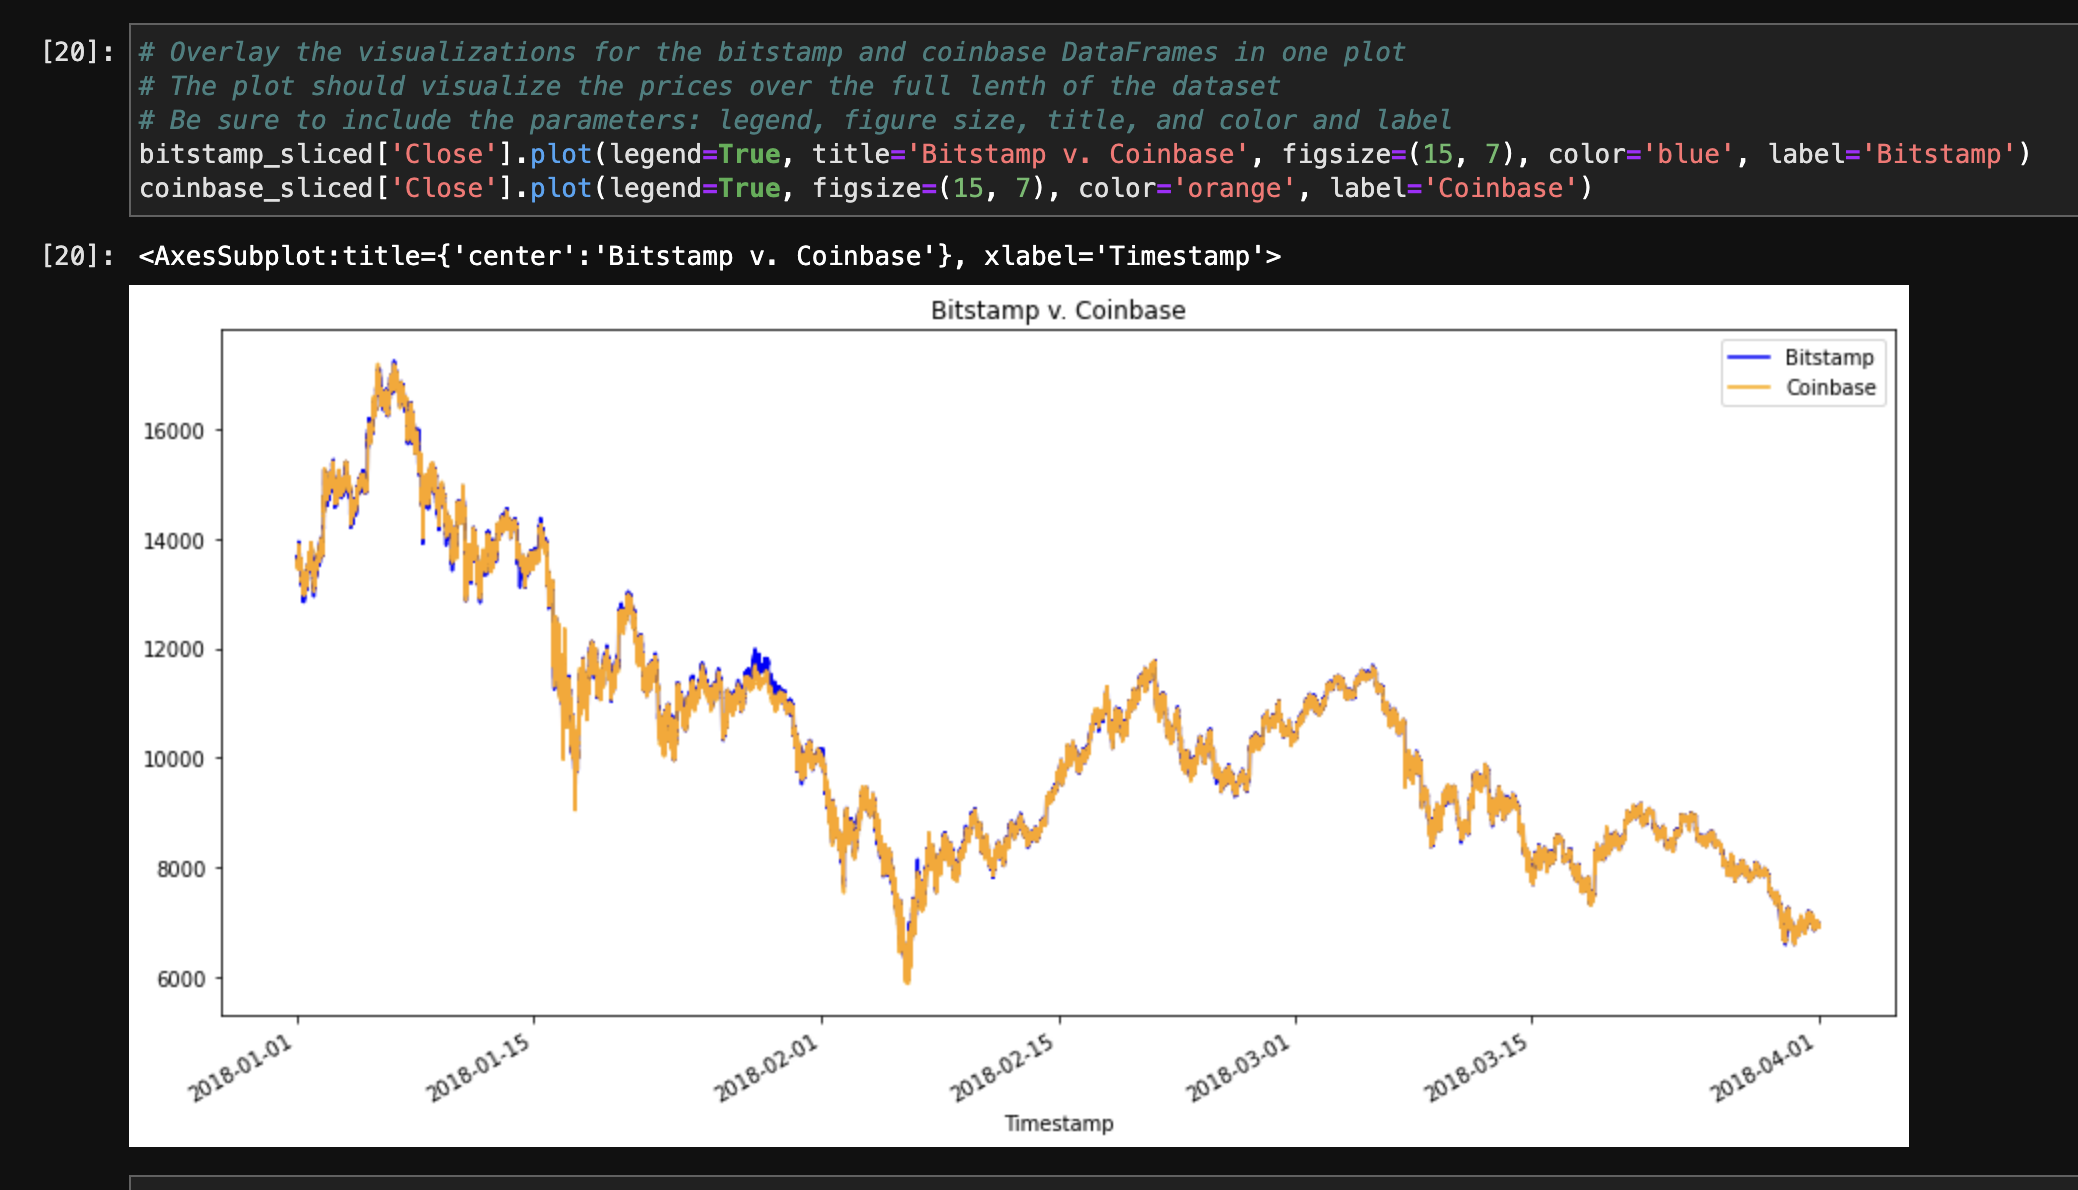 [20]: # Overlay the visualizations for the bitstamp and coinbase DataFrames in one plot
# The plot should visualize the prices over the full lenth of the dataset
# Be sure to include the parameters: legend, figure size, title, and color and label
bitstamp_sliced['Close'].plot(legend=True, title='Bitstamp v. Coinbase', figsize=(15, 7), color='blue', label='Bitstamp')
coinbase_sliced['Close'].plot(legend=True, figsize=(15, 7), color='orange', label='Coinbase')
[20]: <AxesSubplot:title={'center':'Bitstamp v. Coinbase'}, xlabel='Timestamp'>
Bitstamp v. Coinbase
Bitstamp
Coinbase
16000
14000
12000
10000
8000
6000
2018-01-01 2018-01-15 2018-02-01 2018-02-15 2018-03-01 2018-03-15 2018-04-01
Timestamp